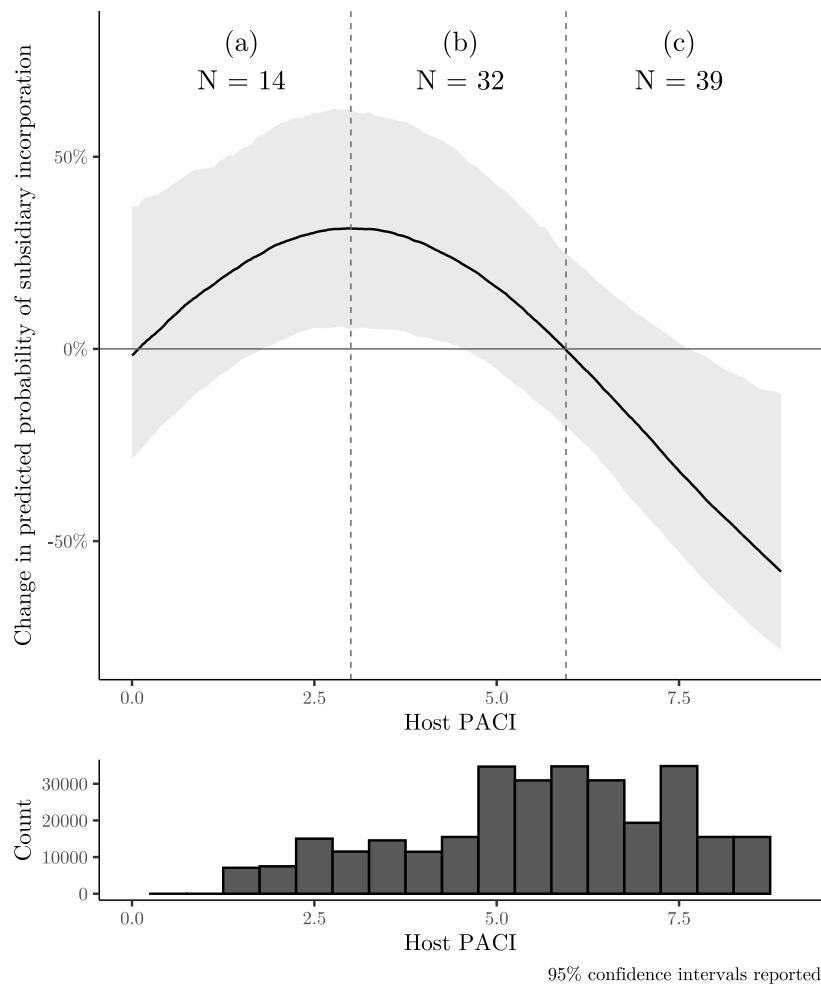 (a) (b) (c)
N = 14 N = 32 N = 39
Change in predicted probability of subsidiary incorporation
50%
0%
-50%
0.0 2.5 5.0 7.5
Host PACI
Count
30000
20000
10000
0
0.0 2.5 5.0 7.5
Host PACI
95% confidence intervals reported